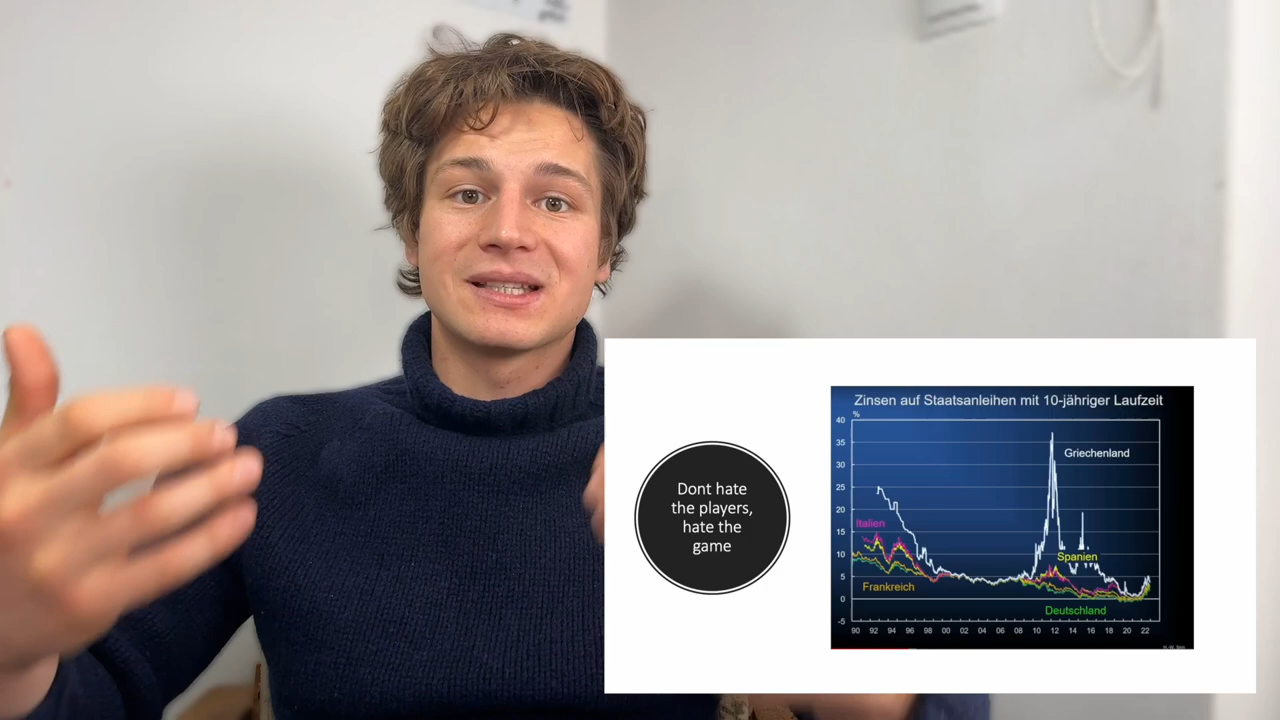 Dont hate
the players,
hate the
game
Zinsen auf Staatsanleihen mit 10-jähriger Laufzeit
%
40
35
30
25
20
15
10
5
0
-5
Griechenland
Italien
Spanien
Frankreich
Deutschland
90 92 94 96 98 00 02 04 06 08 10 12 14 16 18 20 22